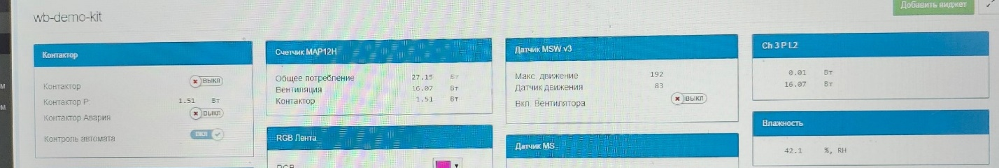 Добавить виджет
wb-demo-kit
Контактор
Контактор ВЫКЛ
Контактор P 1.51 Вт
Контактор Авария ВЫКЛ
Контроль автомата ВКЛ
Счетчик MAP12H
Общее потребление 27.15 Вт
Вентиляция 16.07 Вт
Контактор 1.51 Вт
RGB Лента
RGB
Датчик MSW v3
Макс. движение 192
Датчик движения 83
Вкл. Вентилятора ВЫКЛ
Датчик MS
Ch 3 P L2
0.01 Вт
16.07 Вт
Влажность
42.1 %, RH
м
м